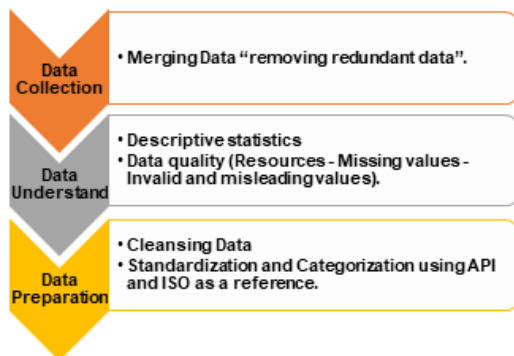 Data
Collection
• Merging Data “removing redundant data”.
Data
Understand
• Descriptive statistics
• Data quality (Resources - Missing values -
Invalid and misleading values).
Data
Preparation
• Cleansing Data
• Standardization and Categorization using API
and ISO as a reference.